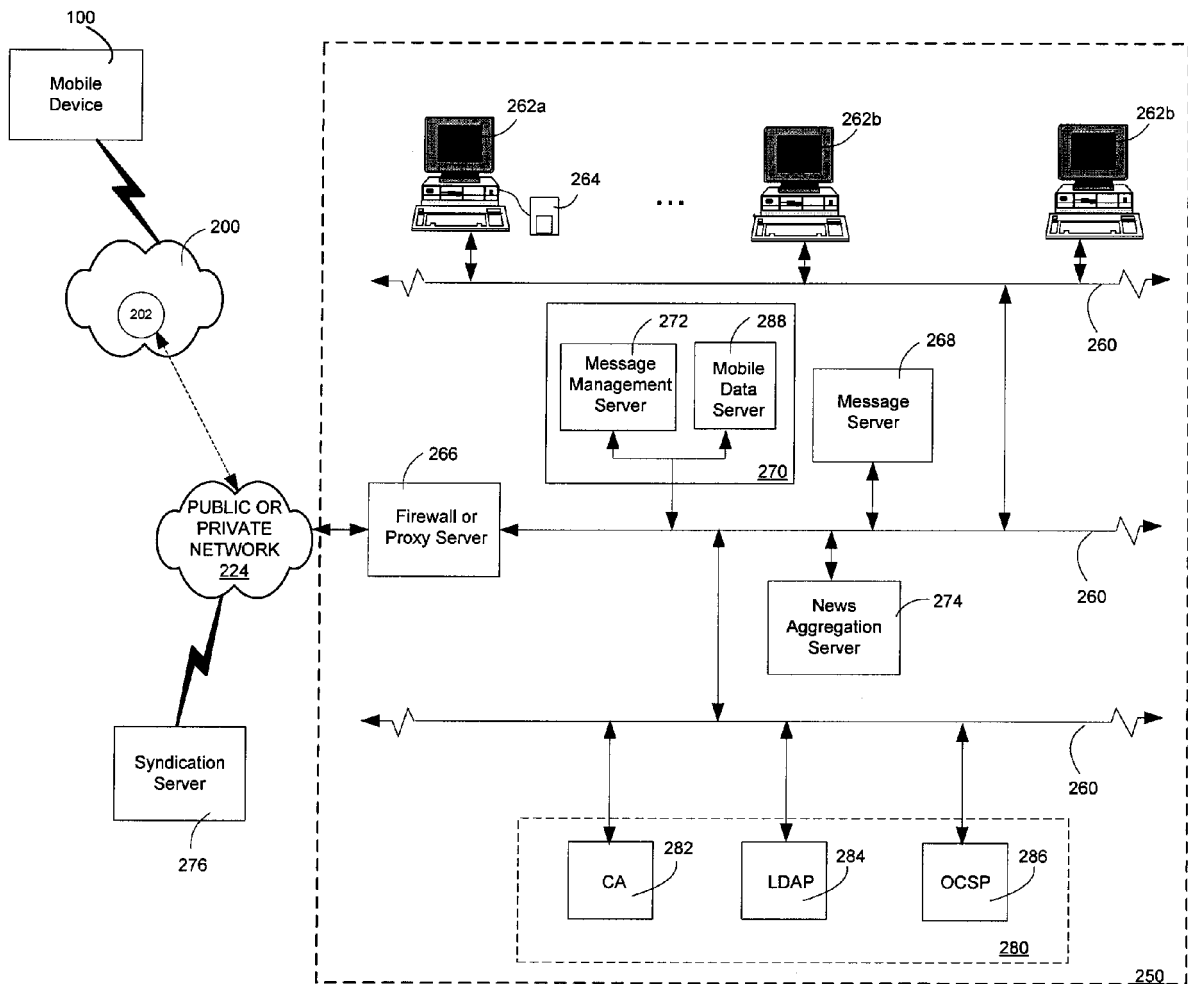 100
Mobile
Device
262a
262b
262b
264
...
200
202
260
272
288
268
Message
Management
Server
Mobile
Data
Server
Message
Server
270
266
PUBLIC OR
PRIVATE
NETWORK
224
Firewall or
Proxy Server
260
News
Aggregation
Server
274
Syndication
Server
276
260
282
284
286
CA
LDAP
OCSP
280
250